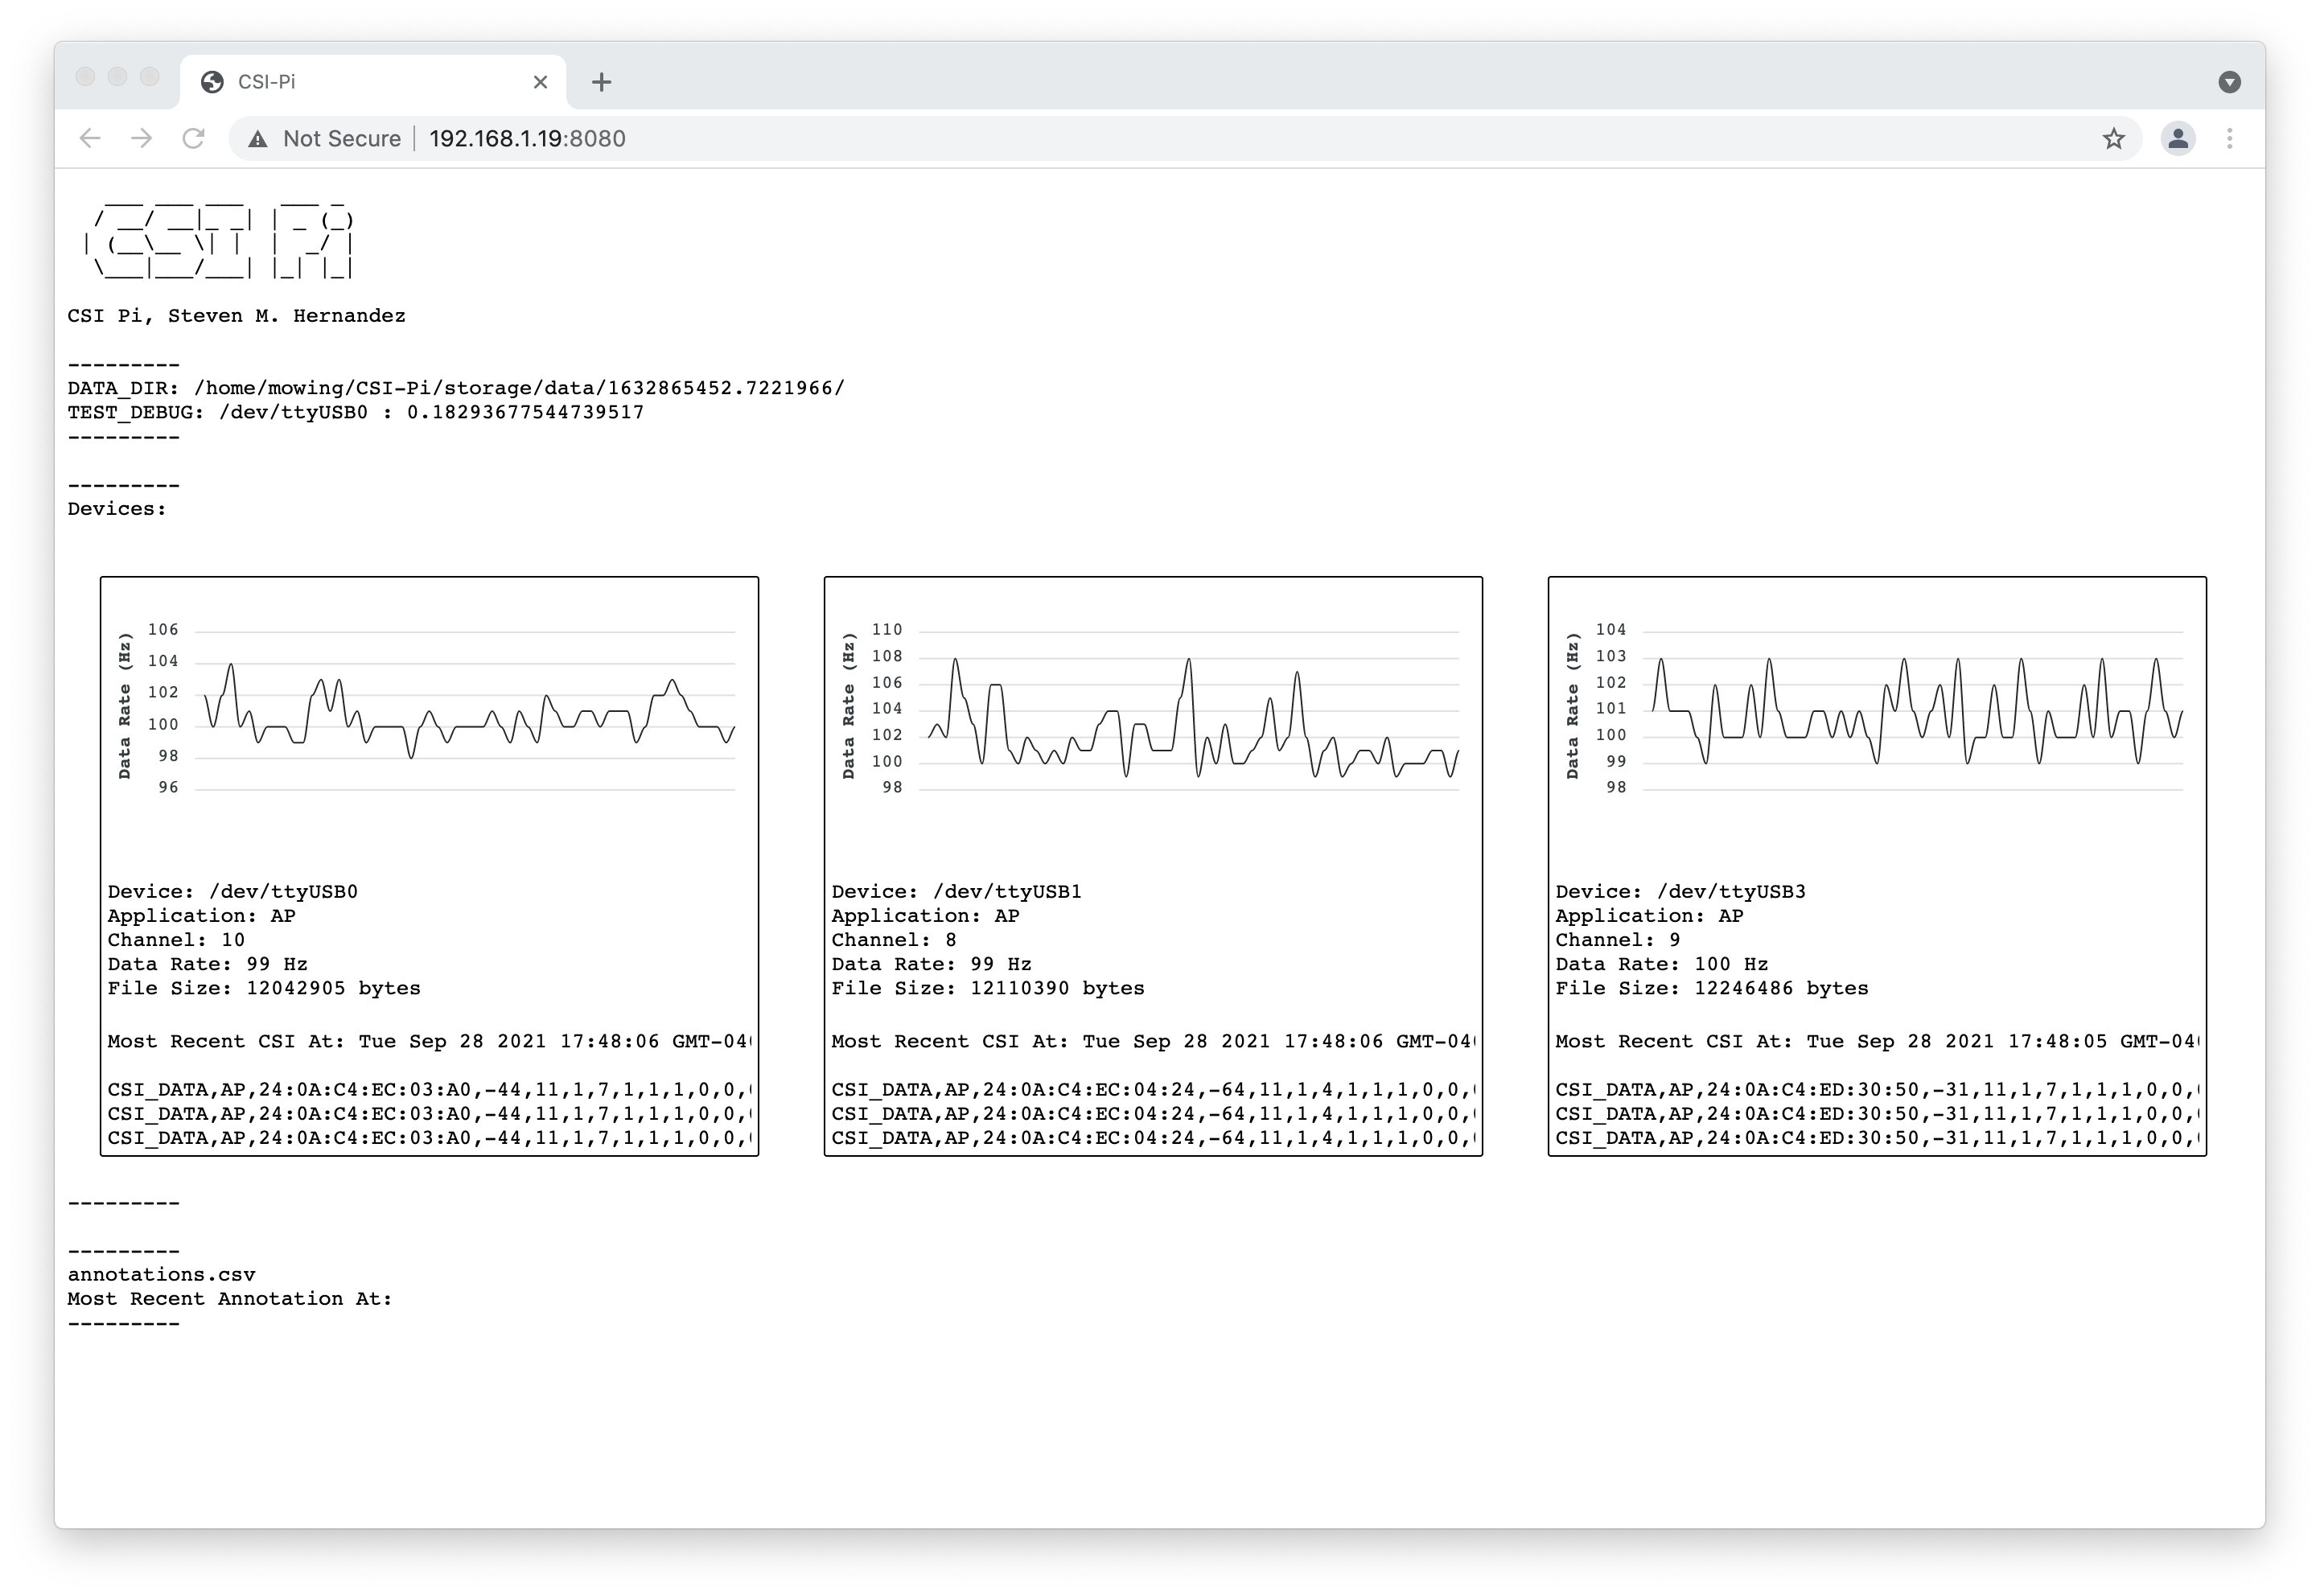 CSI-Pi
Not Secure
192.168.1.19:8080
CSI Pi
CSI Pi, Steven M. Hernandez
---------
DATA_DIR: /home/mowing/CSI-Pi/storage/data/1632865452.7221966/
TEST_DEBUG: /dev/ttyUSB0 : 0.18293677544739517
---------
---------
Devices:
Data Rate (Hz)
106
104
102
100
98
96
Device: /dev/ttyUSB0
Application: AP
Channel: 10
Data Rate: 99 Hz
File Size: 12042905 bytes
Most Recent CSI At: Tue Sep 28 2021 17:48:06 GMT-04
CSI_DATA,AP,24:0A:C4:EC:03:A0,-44,11,1,7,1,1,1,0,0,
CSI_DATA,AP,24:0A:C4:EC:03:A0,-44,11,1,7,1,1,1,0,0,
CSI_DATA,AP,24:0A:C4:EC:03:A0,-44,11,1,7,1,1,1,0,0,
Data Rate (Hz)
110
108
106
104
102
100
98
Device: /dev/ttyUSB1
Application: AP
Channel: 8
Data Rate: 99 Hz
File Size: 12110390 bytes
Most Recent CSI At: Tue Sep 28 2021 17:48:06 GMT-04
CSI_DATA,AP,24:0A:C4:EC:04:24,-64,11,1,4,1,1,1,0,0,
CSI_DATA,AP,24:0A:C4:EC:04:24,-64,11,1,4,1,1,1,0,0,
CSI_DATA,AP,24:0A:C4:EC:04:24,-64,11,1,4,1,1,1,0,0,
Data Rate (Hz)
104
103
102
101
100
99
98
Device: /dev/ttyUSB3
Application: AP
Channel: 9
Data Rate: 100 Hz
File Size: 12246486 bytes
Most Recent CSI At: Tue Sep 28 2021 17:48:05 GMT-04
CSI_DATA,AP,24:0A:C4:ED:30:50,-31,11,1,7,1,1,1,0,0,
CSI_DATA,AP,24:0A:C4:ED:30:50,-31,11,1,7,1,1,1,0,0,
CSI_DATA,AP,24:0A:C4:ED:30:50,-31,11,1,7,1,1,1,0,0,
---------
---------
annotations.csv
Most Recent Annotation At:
---------